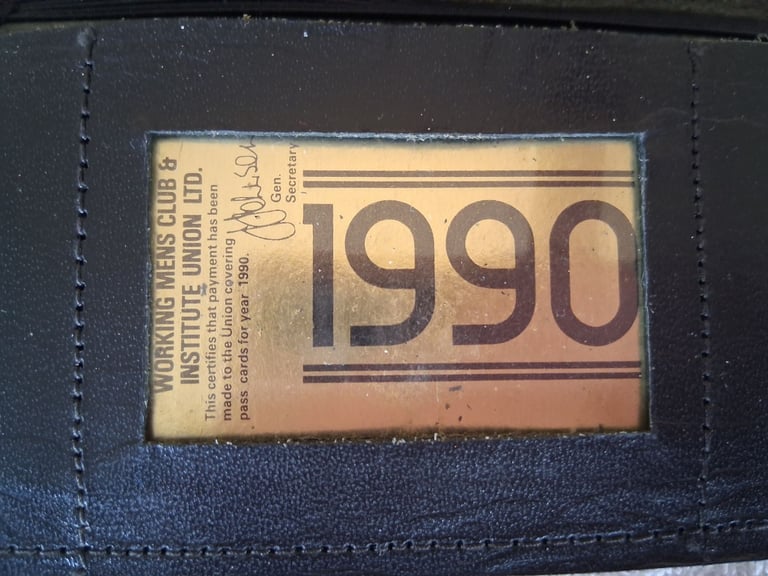 WORKING MENS CLUB &
INSTITUTE UNION LTD.
This certifies that payment has been
made to the Union covering
pass cards for year 1990.
Gen.
Secretary
1990